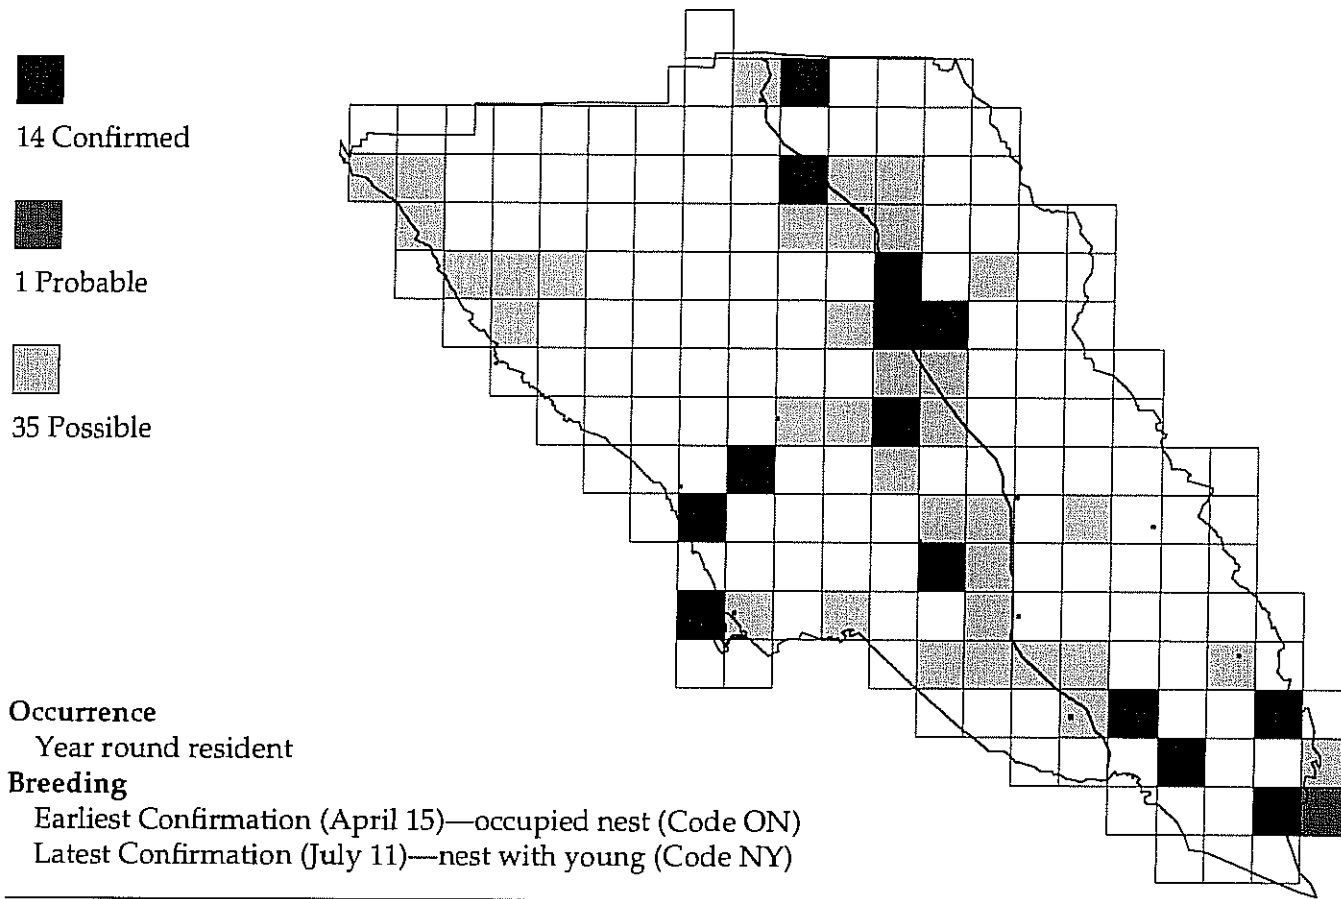 14 Confirmed
1 Probable
35 Possible
Occurrence
Year round resident
Breeding
Earliest Confirmation (April 15)—occupied nest (Code ON)
Latest Confirmation (July 11)—nest with young (Code NY)